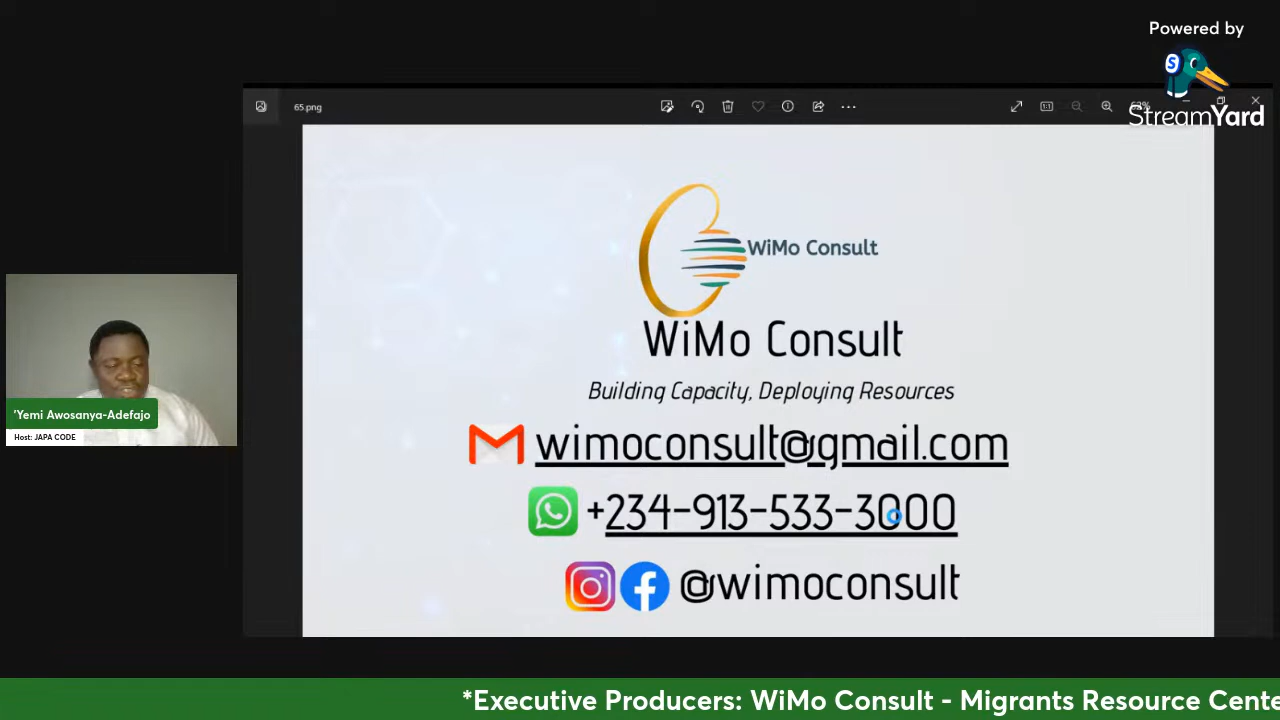 Powered by
StreamYard
65.png
WiMo Consult
WiMo Consult
Building Capacity, Deploying Resources
wimoconsult@gmail.com
+234-913-533-3000
@wimoconsult
'Yemi Awosanya-Adefajo
Host: JAPA CODE
*Executive Producers: WiMo Consult - Migrants Resource Cente